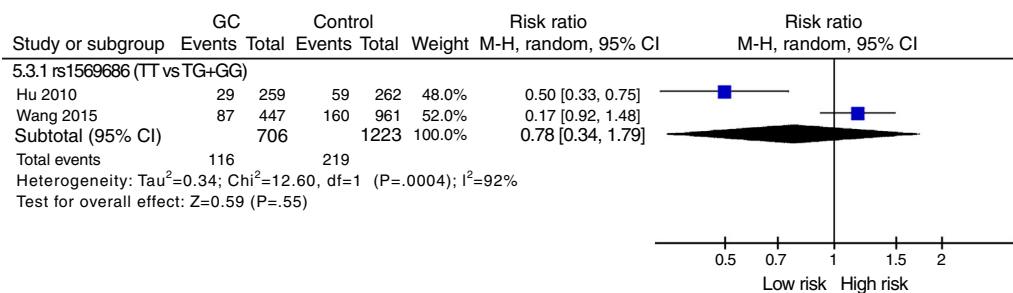 GC Control Risk ratio Risk ratio
Study or subgroup Events Total Events Total Weight M-H, random, 95% CI M-H, random, 95% CI
5.3.1 rs1569686 (TT vs TG+GG)
Hu 2010 29 259 59 262 48.0% 0.50 [0.33, 0.75]
Wang 2015 87 447 160 961 52.0% 0.17 [0.92, 1.48]
Subtotal (95% CI) 706 1223 100.0% 0.78 [0.34, 1.79]
Total events 116 219
Heterogeneity: Tau²=0.34; Chi²=12.60, df=1 (P=.0004); I²=92%
Test for overall effect: Z=0.59 (P=.55)
0.5 0.7 1 1.5 2
Low risk High risk